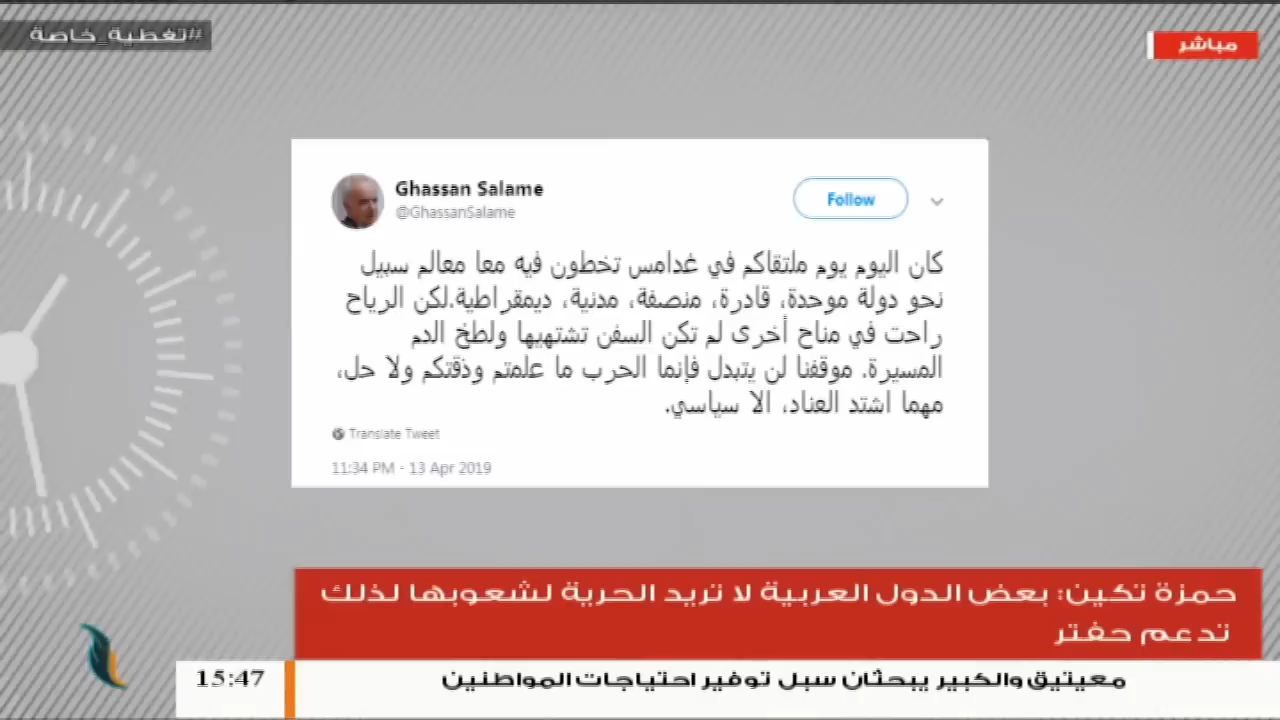 #تغطية_خاصة
مباشر
Ghassan Salame
@GhassanSalame
Follow
كان اليوم يوم ملتقاكم في غدامس تخطون فيه معا معالم سبيل
نحو دولة موحدة، قادرة، منصفة، مدنية، ديمقراطية.لكن الرياح
راحت في مناح أخرى لم تكن السفن تشتهيها ولطخ الدم
المسيرة. موقفنا لن يتبدل فإنما الحرب ما علمتم وذقتكم ولا حل،
مهما اشتد العناد، الا سياسي.
Translate Tweet
11:34 PM - 13 Apr 2019
حمزة تكين: بعض الدول العربية لا تريد الحرية لشعوبها لذلك
تدعم حفتر
15:47
معيتيق والكبير يبحثان سبل توفير احتياجات المواطنين